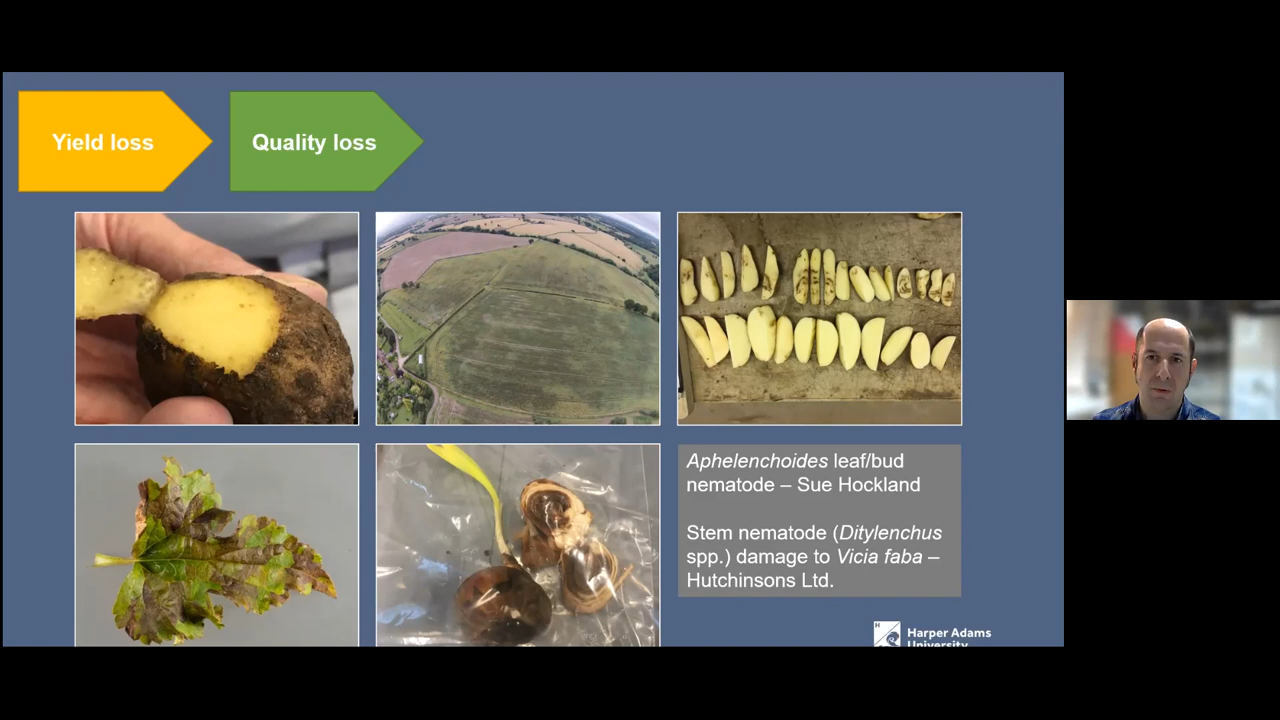 Yield loss
Quality loss
Aphelenchoides leaf/bud
nematode – Sue Hockland
Stem nematode (Ditylenchus
spp.) damage to Vicia faba –
Hutchinsons Ltd.
H
Harper Adams
University